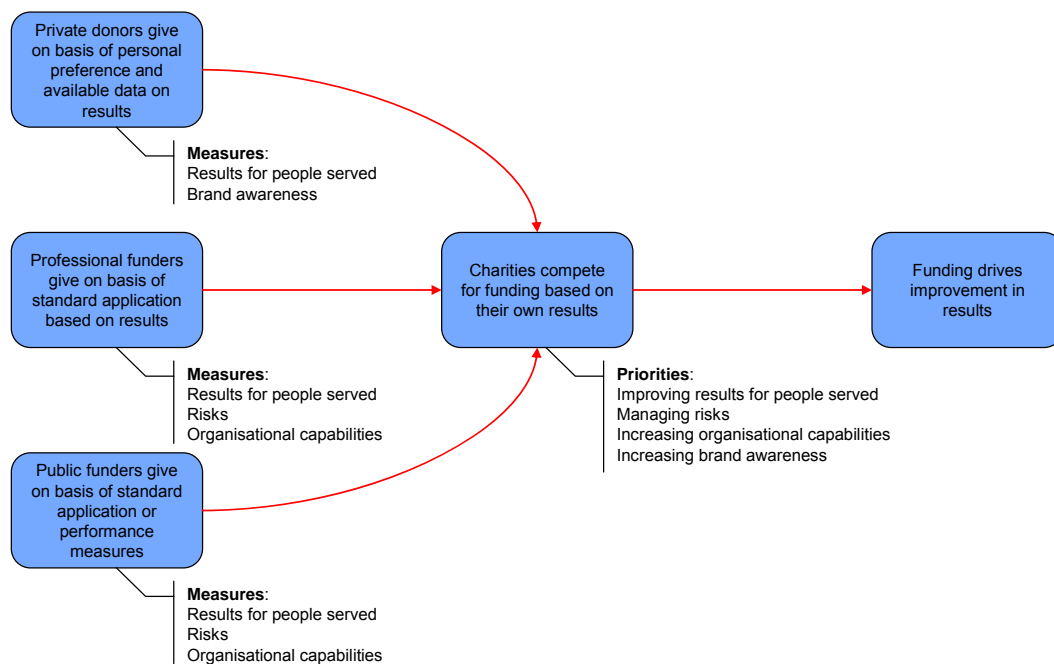 Private donors give
on basis of personal
preference and
available data on
results
Measures:
Results for people served
Brand awareness
Professional funders
give on basis of
standard application
based on results
Measures:
Results for people served
Risks
Organisational capabilities
Public funders give
on basis of standard
application or
performance
measures
Measures:
Results for people served
Risks
Organisational capabilities
Charities compete
for funding based on
their own results
Priorities:
Improving results for people served
Managing risks
Increasing organisational capabilities
Increasing brand awareness
Funding drives
improvement in
results